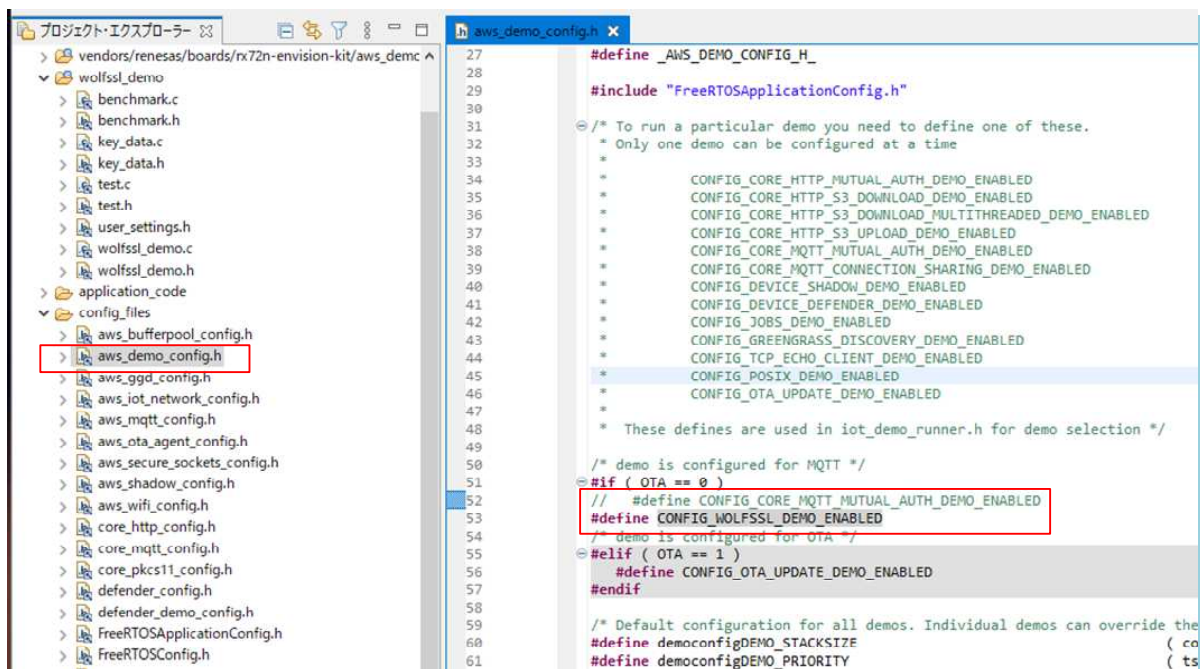 プロジェクト・エクスプローラー
vendors/renesas/boards/rx72n-envision-kit/aws_demc
wolfssl_demo
benchmark.c
benchmark.h
key_data.c
key_data.h
test.c
test.h
user_settings.h
wolfssl_demo.c
wolfssl_demo.h
application_code
config_files
aws_bufferpool_config.h
aws_demo_config.h
aws_ggd_config.h
aws_iot_network_config.h
aws_mqtt_config.h
aws_ota_agent_config.h
aws_secure_sockets_config.h
aws_shadow_config.h
aws_wifi_config.h
core_http_config.h
core_mqtt_config.h
core_pkcs11_config.h
defender_config.h
defender_demo_config.h
FreeRTOSApplicationConfig.h
FreeRTOSConfig.h
aws_demo_config.h
27 #define _AWS_DEMO_CONFIG_H_
28
29 #include "FreeRTOSApplicationConfig.h"
30
31 /* To run a particular demo you need to define one of these.
32 * Only one demo can be configured at a time
33 *
34 * CONFIG_CORE_HTTP_MUTUAL_AUTH_DEMO_ENABLED
35 * CONFIG_CORE_HTTP_S3_DOWNLOAD_DEMO_ENABLED
36 * CONFIG_CORE_HTTP_S3_DOWNLOAD_MULTITHREADED_DEMO_ENABLED
37 * CONFIG_CORE_HTTP_S3_UPLOAD_DEMO_ENABLED
38 * CONFIG_CORE_MQTT_MUTUAL_AUTH_DEMO_ENABLED
39 * CONFIG_CORE_MQTT_CONNECTION_SHARING_DEMO_ENABLED
40 * CONFIG_DEVICE_SHADOW_DEMO_ENABLED
41 * CONFIG_DEVICE_DEFENDER_DEMO_ENABLED
42 * CONFIG_JOBS_DEMO_ENABLED
43 * CONFIG_GREENGRASS_DISCOVERY_DEMO_ENABLED
44 * CONFIG_TCP_ECHO_CLIENT_DEMO_ENABLED
45 * CONFIG_POSIX_DEMO_ENABLED
46 * CONFIG_OTA_UPDATE_DEMO_ENABLED
47 *
48 * These defines are used in iot_demo_runner.h for demo selection */
49
50 /* demo is configured for MQTT */
51 #if ( OTA == 0 )
52 // #define CONFIG_CORE_MQTT_MUTUAL_AUTH_DEMO_ENABLED
53 #define CONFIG_WOLFSSL_DEMO_ENABLED
54 /* demo is configured for OTA */
55 #elif ( OTA == 1 )
56 #define CONFIG_OTA_UPDATE_DEMO_ENABLED
57 #endif
58
59 /* Default configuration for all demos. Individual demos can override the
60 #define democonfigDEMO_STACKSIZE ( co
61 #define democonfigDEMO_PRIORITY ( ts